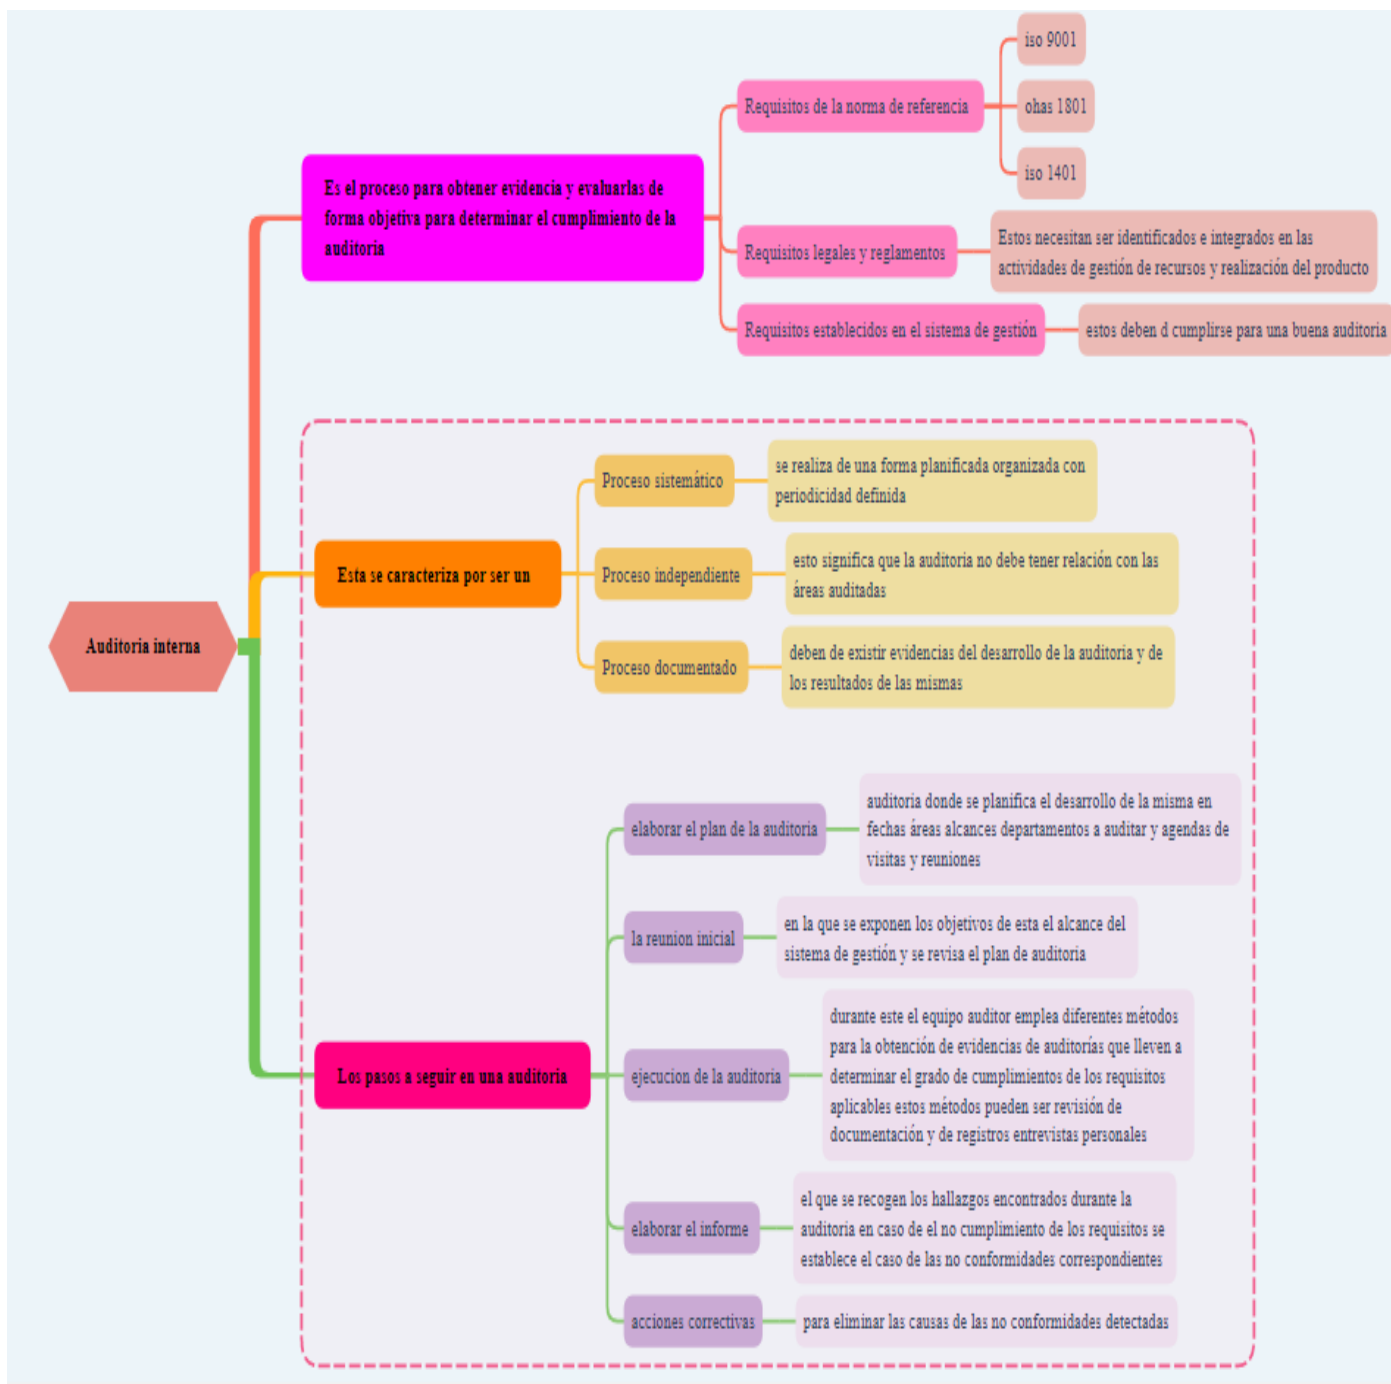 Auditoria interna
Es el proceso para obtener evidencia y evaluarlas de
forma objetiva para determinar el cumplimiento de la
auditoria
Requisitos de la norma de referencia
iso 9001
ohas 1801
iso 1401
Requisitos legales y reglamentos
Estos necesitan ser identificados e integrados en las
actividades de gestión de recursos y realización del producto
Requisitos establecidos en el sistema de gestión
estos deben d cumplirse para una buena auditoria
Esta se caracteriza por ser un
Proceso sistemático
se realiza de una forma planificada organizada con
periodicidad definida
Proceso independiente
esto significa que la auditoria no debe tener relación con las
áreas auditadas
Proceso documentado
deben de existir evidencias del desarrollo de la auditoria y de
los resultados de las mismas
Los pasos a seguir en una auditoria
elaborar el plan de la auditoria
auditoria donde se planifica el desarrollo de la misma en
fechas áreas alcances departamentos a auditar y agendas de
visitas y reuniones
la reunion inicial
en la que se exponen los objetivos de esta el alcance del
sistema de gestión y se revisa el plan de auditoria
ejecucion de la auditoria
durante este el equipo auditor emplea diferentes métodos
para la obtención de evidencias de auditorías que lleven a
determinar el grado de cumplimientos de los requisitos
aplicables estos métodos pueden ser revisión de
documentación y de registros entrevistas personales
elaborar el informe
el que se recogen los hallazgos encontrados durante la
auditoria en caso de el no cumplimiento de los requisitos se
establece el caso de las no conformidades correspondientes
acciones correctivas
para eliminar las causas de las no conformidades detectadas